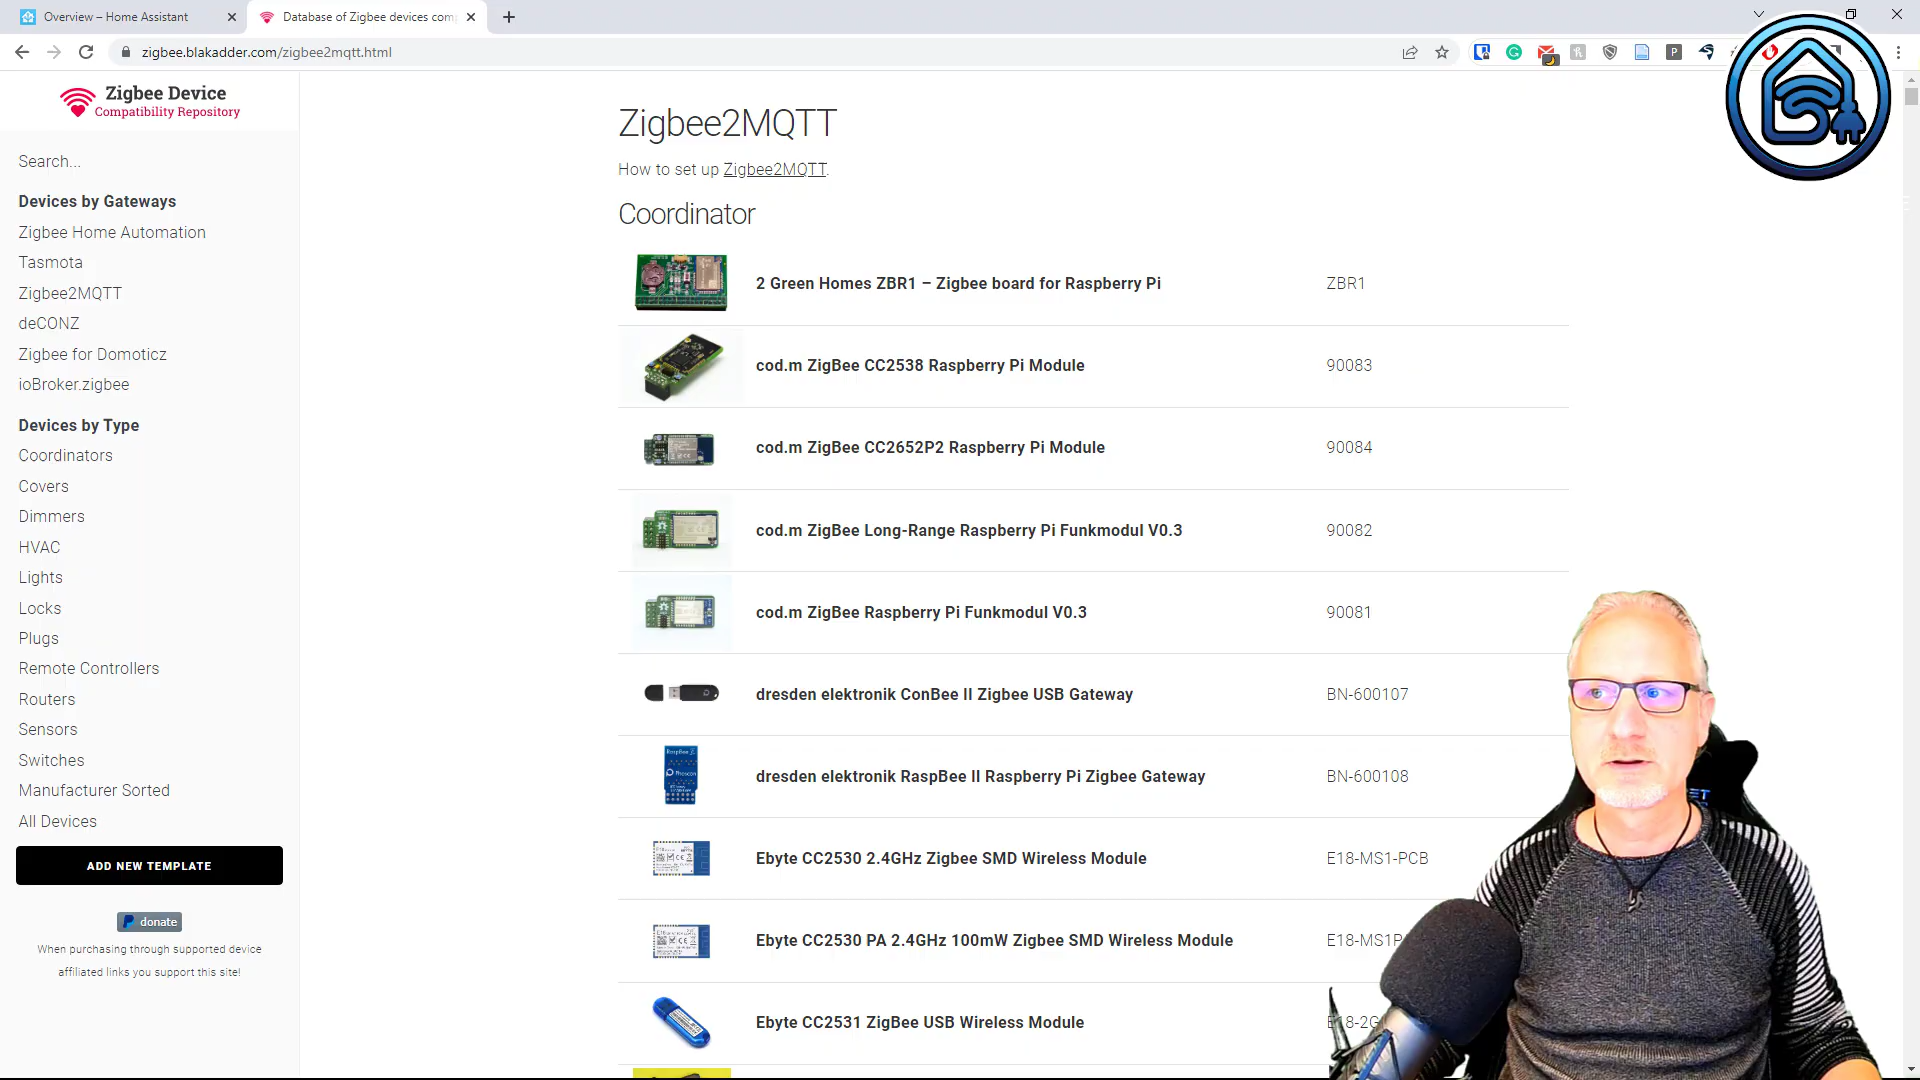 Overview – Home Assistant
Database of Zigbee devices com
zigbee.blakadder.com/zigbee2mqtt.html
Zigbee Device
Compatibility Repository
Search...
Devices by Gateways
Zigbee Home Automation
Tasmota
Zigbee2MQTT
deCONZ
Zigbee for Domoticz
ioBroker.zigbee
Devices by Type
Coordinators
Covers
Dimmers
HVAC
Lights
Locks
Plugs
Remote Controllers
Routers
Sensors
Switches
Manufacturer Sorted
All Devices
ADD NEW TEMPLATE
donate
When purchasing through supported device
affiliated links you support this site!
Zigbee2MQTT
How to set up Zigbee2MQTT.
Coordinator
2 Green Homes ZBR1 – Zigbee board for Raspberry Pi ZBR1
cod.m ZigBee CC2538 Raspberry Pi Module 90083
cod.m ZigBee CC2652P2 Raspberry Pi Module 90084
cod.m ZigBee Long-Range Raspberry Pi Funkmodul V0.3 90082
cod.m ZigBee Raspberry Pi Funkmodul V0.3 90081
dresden elektronik ConBee II Zigbee USB Gateway BN-600107
dresden elektronik RaspBee II Raspberry Pi Zigbee Gateway BN-600108
Ebyte CC2530 2.4GHz Zigbee SMD Wireless Module E18-MS1-PCB
Ebyte CC2530 PA 2.4GHz 100mW Zigbee SMD Wireless Module E18-MS1P
Ebyte CC2531 ZigBee USB Wireless Module E18-2G